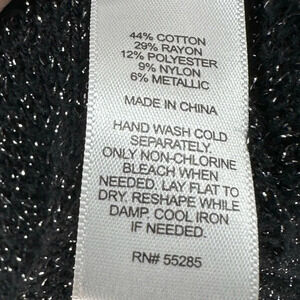 44% COTTON
29% RAYON
12% POLYESTER
9% NYLON
6% METALLIC
MADE IN CHINA
HAND WASH COLD
SEPARATELY.
ONLY NON-CHLORINE
BLEACH WHEN
NEEDED. LAY FLAT TO
DRY. RESHAPE WHILE
DAMP. COOL IRON
IF NEEDED.
RN# 55285